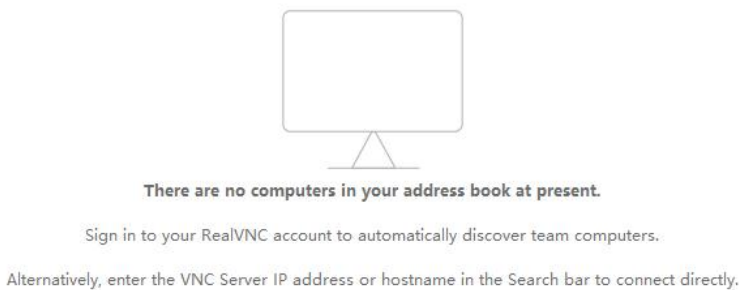 There are no computers in your address book at present.
Sign in to your RealVNC account to automatically discover team computers.
Alternatively, enter the VNC Server IP address or hostname in the Search bar to connect directly.